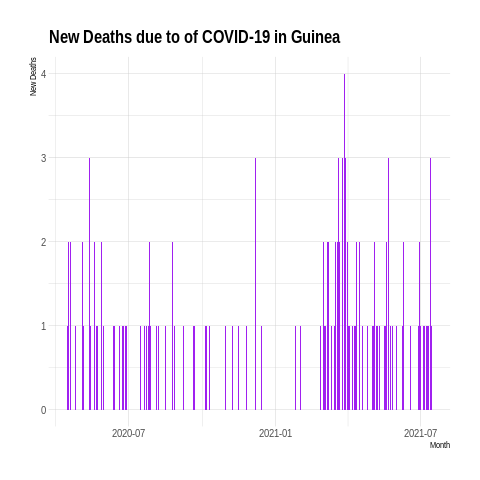 New Deaths due to of COVID-19 in Guinea
New Deaths
4
3
2
1
0
2020-07
2021-01
2021-07
Month